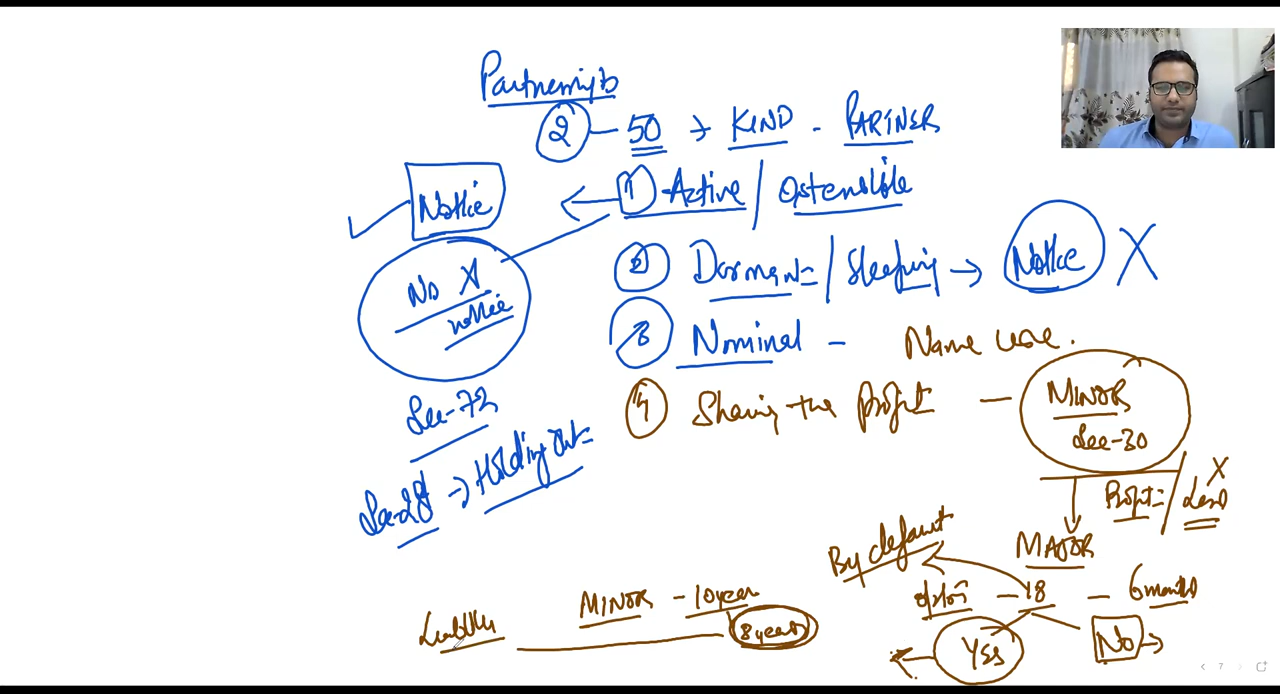 Partnership
2 - 50 → KIND - PARTNER
Notice ← 1 Active / Ostensible
No X notice
2 Dormant / Sleeping → Notice X
3 Nominal - Name use.
Sec-72
4 Sharing the Profit - MINOR Sec-30
Sec-28 → Holding Out
Profit / Loss X
MAJOR
By default
option - 18 - 6 months
MINOR - 10 year
8 years
Yes
No →
7